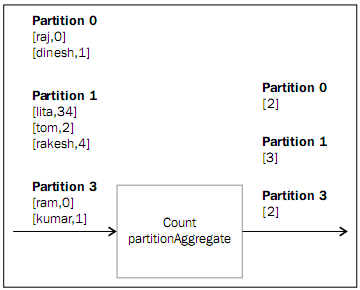 Partition 0
[raj,0]
[dinesh,1]
Partition 1
[lita,34]
[tom,2]
[rakesh,4]
Partition 3
[ram,0]
[kumar,1]
Count
partitionAggregate
Partition 0
[2]
Partition 1
[3]
Partition 3
[2]